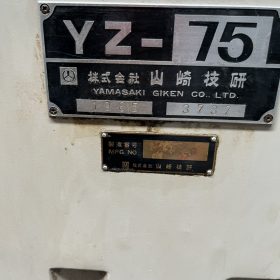 YZ-75
株式会社 山崎技研
YAMASAKI GIKEN CO., LTD.
製造番号
MFG. NO.
株式会社 山崎技研